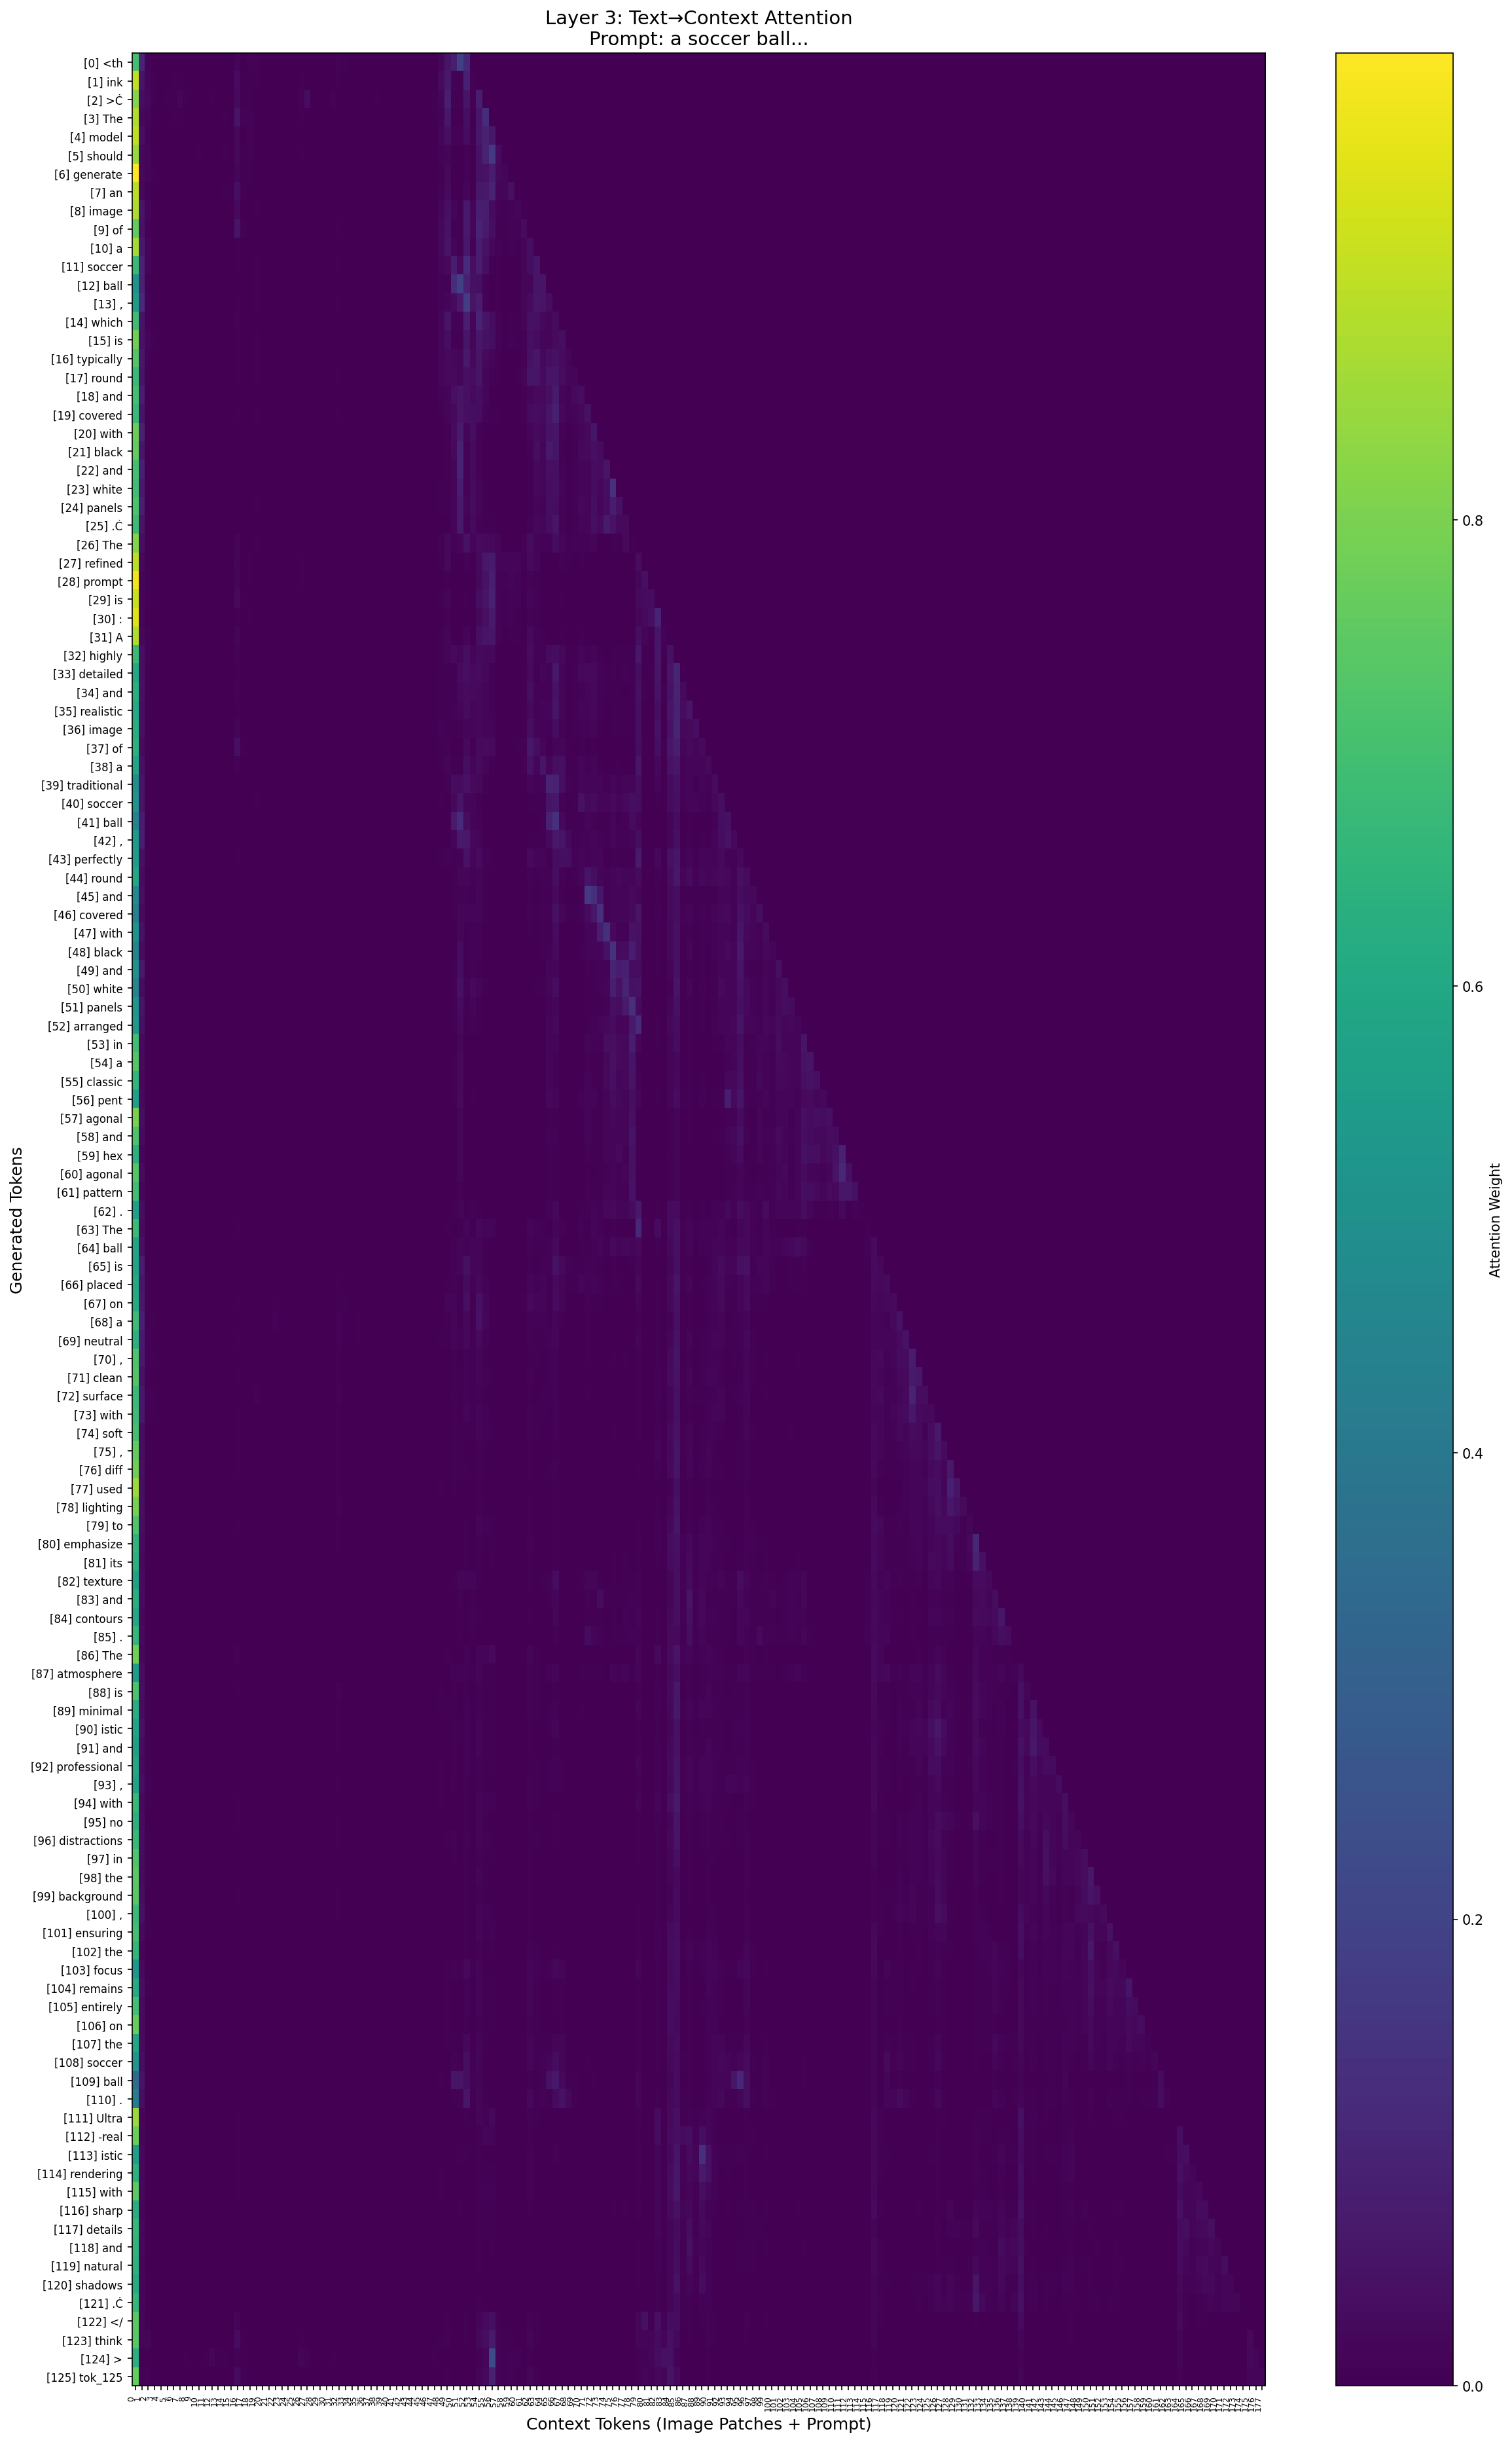 Layer 3: Text→Context Attention
Prompt: a soccer ball...
[0] <th
[1] ink
[2] >Ċ
[3] The
[4] model
[5] should
[6] generate
[7] an
[8] image
[9] of
[10] a
[11] soccer
[12] ball
[13] ,
[14] which
[15] is
[16] typically
[17] round
[18] and
[19] covered
[20] with
[21] black
[22] and
[23] white
[24] panels
[25] .Ċ
[26] The
[27] refined
[28] prompt
[29] is
[30] :
[31] A
[32] highly
[33] detailed
[34] and
[35] realistic
[36] image
[37] of
[38] a
[39] traditional
[40] soccer
[41] ball
[42] ,
[43] perfectly
[44] round
[45] and
[46] covered
[47] with
[48] black
[49] and
[50] white
[51] panels
[52] arranged
[53] in
[54] a
[55] classic
[56] pent
[57] agonal
[58] and
[59] hex
[60] agonal
[61] pattern
[62] .
[63] The
[64] ball
[65] is
[66] placed
[67] on
[68] a
[69] neutral
[70] ,
[71] clean
[72] surface
[73] with
[74] soft
[75] ,
[76] diff
[77] used
[78] lighting
[79] to
[80] emphasize
[81] its
[82] texture
[83] and
[84] contours
[85] .
[86] The
[87] atmosphere
[88] is
[89] minimal
[90] istic
[91] and
[92] professional
[93] ,
[94] with
[95] no
[96] distractions
[97] in
[98] the
[99] background
[100] ,
[101] ensuring
[102] the
[103] focus
[104] remains
[105] entirely
[106] on
[107] the
[108] soccer
[109] ball
[110] .
[111] Ultra
[112] -real
[113] istic
[114] rendering
[115] with
[116] sharp
[117] details
[118] and
[119] natural
[120] shadows
[121] .Ċ
[122] </
[123] think
[124] >
[125] tok_125
Generated Tokens
Context Tokens (Image Patches + Prompt)
0.8
0.6
0.4
0.2
0.0
Attention Weight